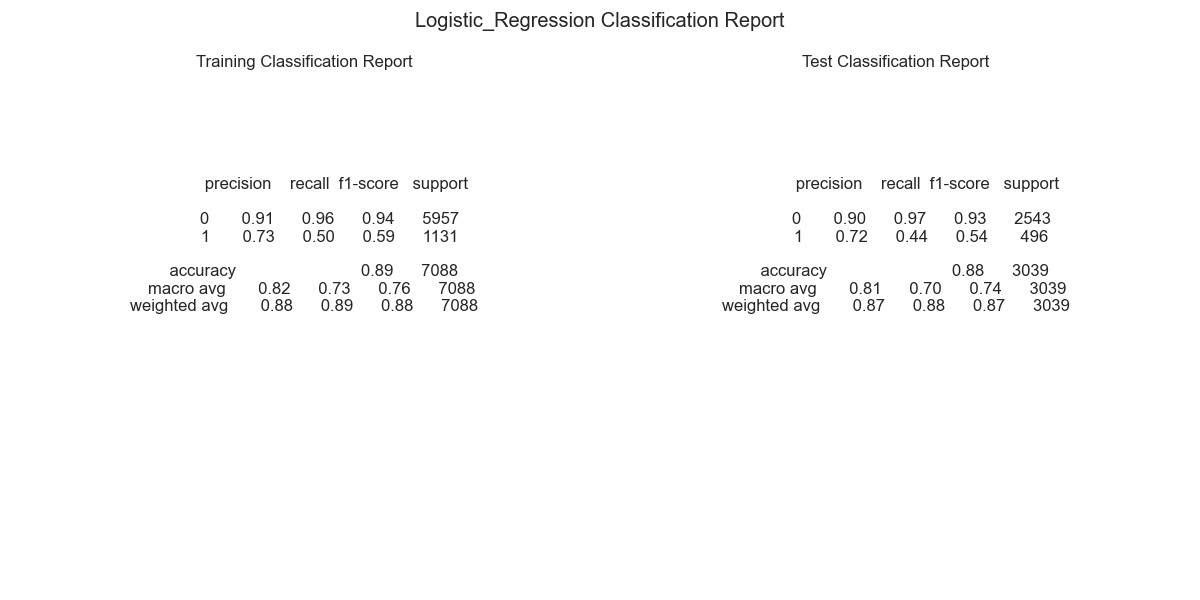 Logistic_Regression Classification Report
Training Classification Report
precision recall f1-score support
0 0.91 0.96 0.94 5957
1 0.73 0.50 0.59 1131
accuracy 0.89 7088
macro avg 0.82 0.73 0.76 7088
weighted avg 0.88 0.89 0.88 7088
Test Classification Report
precision recall f1-score support
0 0.90 0.97 0.93 2543
1 0.72 0.44 0.54 496
accuracy 0.88 3039
macro avg 0.81 0.70 0.74 3039
weighted avg 0.87 0.88 0.87 3039